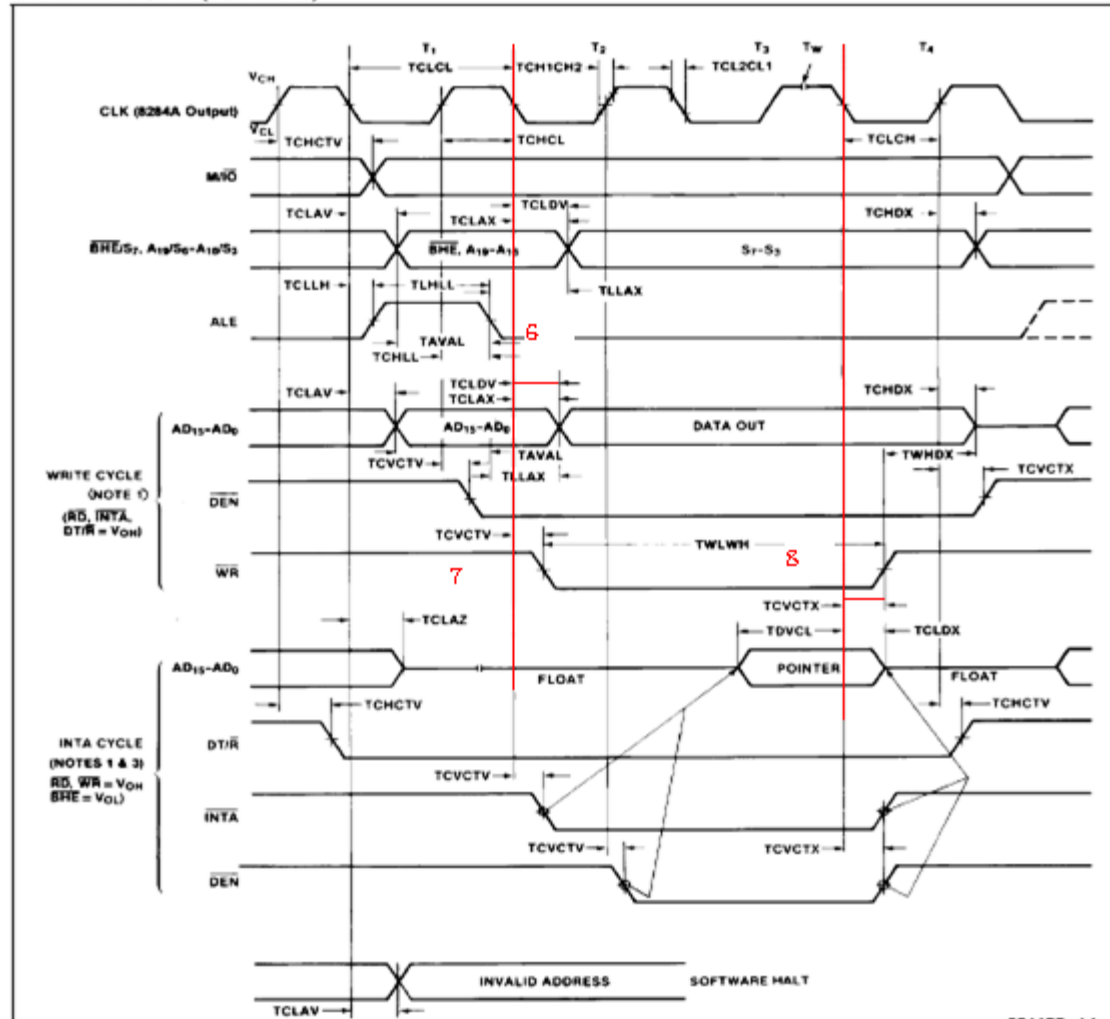 T1 T2 T3 TW T4
TCLCL TCH1CH2 TCL2CL1
VCH
CLK (8284A Output)
VCL
TCHCTV TCHCL TCLCH
M/IO
TCLDV
TCLAV TCLAX TCHDX
BHE/S7, A19/S6-A16/S3 BHE, A19-A16 S7-S3
TCLLH TLHLL TLLAX
ALE 6
TAVAL
TCHLL
TCLDV
TCLAV TCLAX TCHDX
AD15-AD0 AD15-AD0 DATA OUT
TAVAL TWHDX
TCVCTV TLLAX TCVCTX
WRITE CYCLE
(NOTE 1)
(RD, INTA,
DT/R = VOH)
DEN
TCVCTV TWLWH
WR 7 8
TCVCTX
TCLAZ TDVCL TCLDX
AD15-AD0 FLOAT POINTER FLOAT
TCHCTV TCHCTV
INTA CYCLE
(NOTES 1 & 3)
RD, WR = VOH
BHE = VOL)
DT/R
TCVCTV
INTA
TCVCTV TCVCTX
DEN
INVALID ADDRESS SOFTWARE HALT
TCLAV